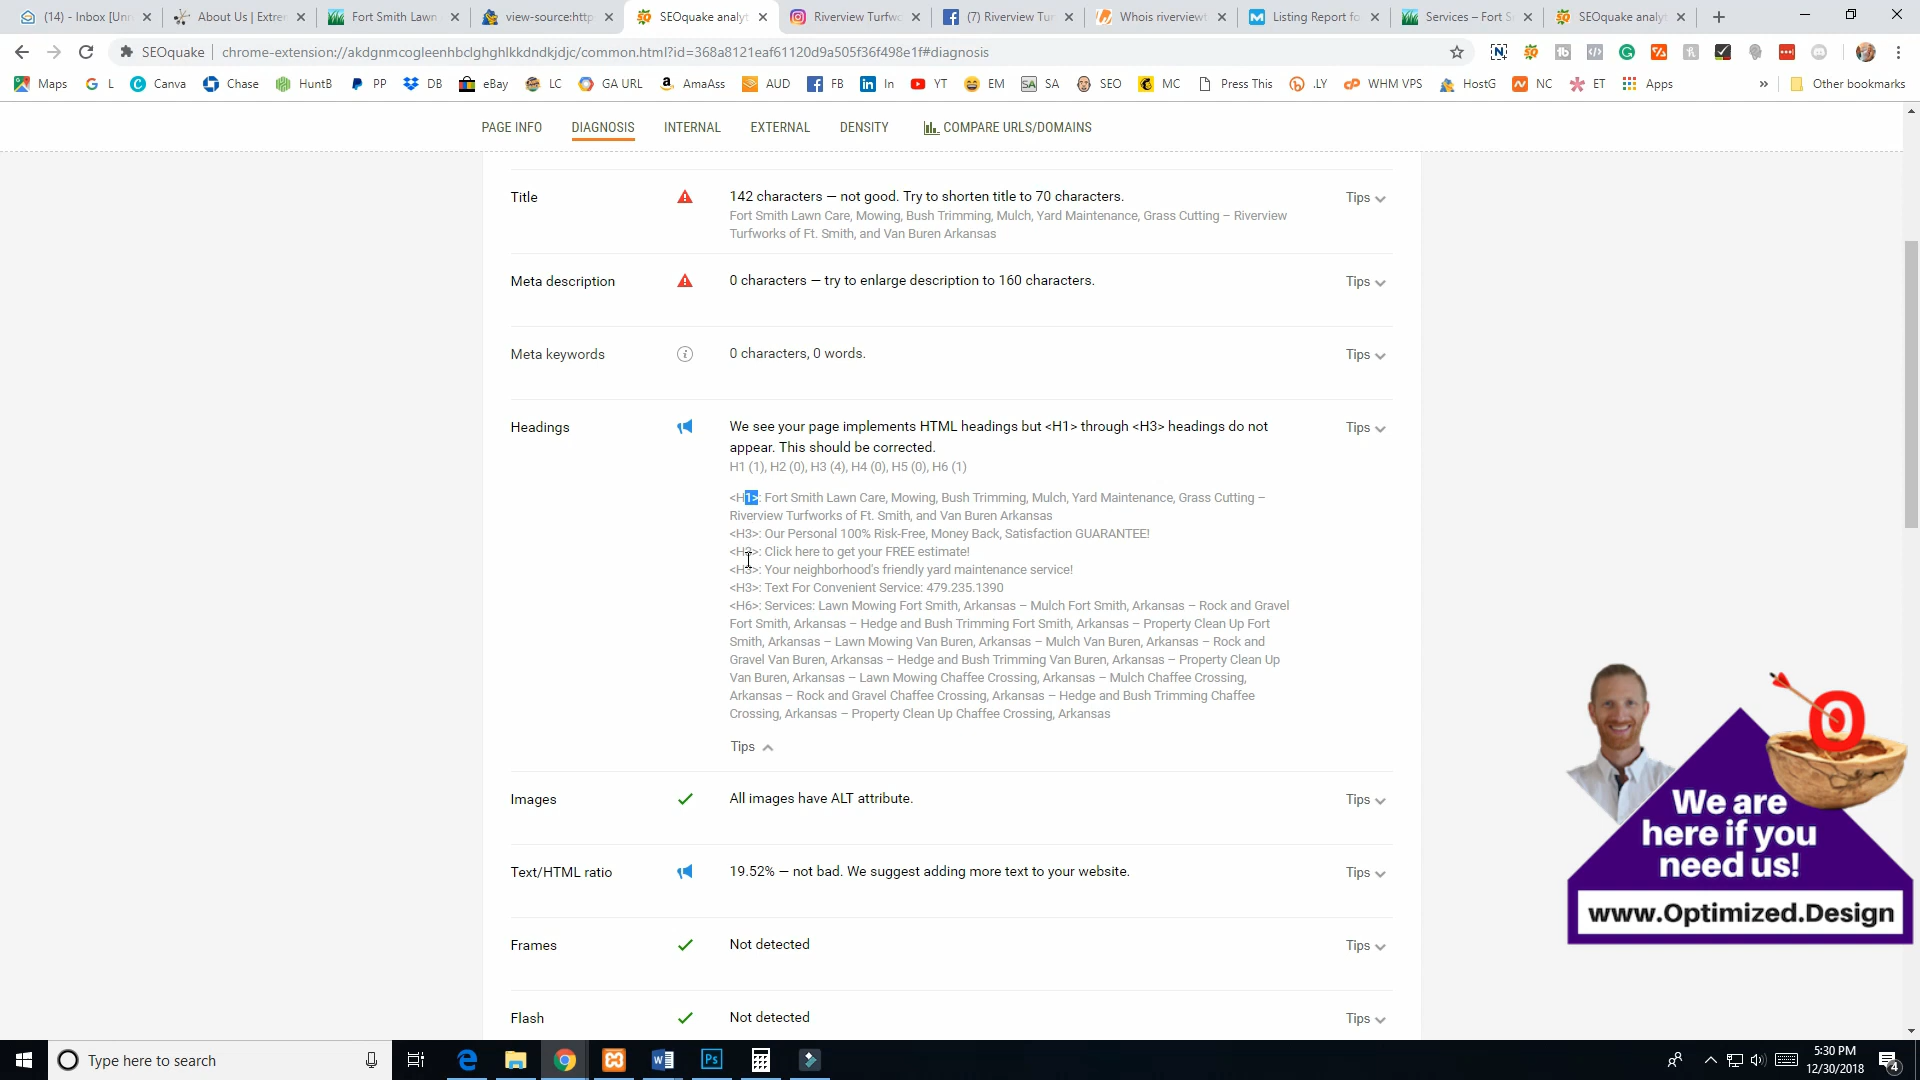 (14) - Inbox [Unr
About Us | Extrer
Fort Smith Lawn
view-source:http
SEOquake analyt
Riverview Turfwo
(7) Riverview Tur
Whois riverviewt
Listing Report fo
Services – Fort S
SEOquake analy
SEOquake
chrome-extension://akdgnmcogleenhbclghghlkkdndkjdjc/common.html?id=368a8121eaf61120d9a505f36f498e1f#diagnosis
Maps
L
Canva
Chase
HuntB
PP
DB
eBay
LC
GA URL
AmaAss
AUD
FB
In
YT
EM
SA
SEO
MC
Press This
.LY
WHM VPS
HostG
NC
ET
Apps
»
Other bookmarks
PAGE INFO
DIAGNOSIS
INTERNAL
EXTERNAL
DENSITY
COMPARE URLS/DOMAINS
Title
142 characters — not good. Try to shorten title to 70 characters.
Tips
Fort Smith Lawn Care, Mowing, Bush Trimming, Mulch, Yard Maintenance, Grass Cutting – Riverview
Turfworks of Ft. Smith, and Van Buren Arkansas
Meta description
0 characters — try to enlarge description to 160 characters.
Tips
Meta keywords
0 characters, 0 words.
Tips
Headings
We see your page implements HTML headings but <H1> through <H3> headings do not
Tips
appear. This should be corrected.
H1 (1), H2 (0), H3 (4), H4 (0), H5 (0), H6 (1)
<H1>: Fort Smith Lawn Care, Mowing, Bush Trimming, Mulch, Yard Maintenance, Grass Cutting –
Riverview Turfworks of Ft. Smith, and Van Buren Arkansas
<H3>: Our Personal 100% Risk-Free, Money Back, Satisfaction GUARANTEE!
<H3>: Click here to get your FREE estimate!
<H3>: Your neighborhood's friendly yard maintenance service!
<H3>: Text For Convenient Service: 479.235.1390
<H6>: Services: Lawn Mowing Fort Smith, Arkansas – Mulch Fort Smith, Arkansas – Rock and Gravel
Fort Smith, Arkansas – Hedge and Bush Trimming Fort Smith, Arkansas – Property Clean Up Fort
Smith, Arkansas – Lawn Mowing Van Buren, Arkansas – Mulch Van Buren, Arkansas – Rock and
Gravel Van Buren, Arkansas – Hedge and Bush Trimming Van Buren, Arkansas – Property Clean Up
Van Buren, Arkansas – Lawn Mowing Chaffee Crossing, Arkansas – Mulch Chaffee Crossing,
Arkansas – Rock and Gravel Chaffee Crossing, Arkansas – Hedge and Bush Trimming Chaffee
Crossing, Arkansas – Property Clean Up Chaffee Crossing, Arkansas
Tips
Images
All images have ALT attribute.
Tips
Text/HTML ratio
19.52% — not bad. We suggest adding more text to your website.
Tips
Frames
Not detected
Tips
Flash
Not detected
Tips
We are
here if you
need us!
www.Optimized.Design
Type here to search
5:30 PM
12/30/2018
4